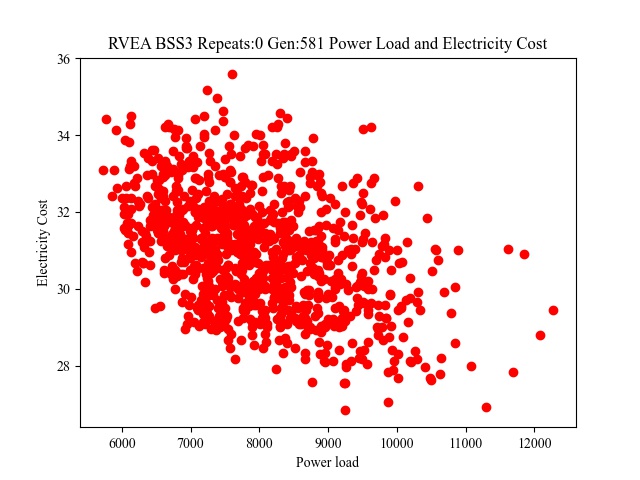 RVEA BSS3 Repeats:0 Gen:581 Power Load and Electricity Cost
36
34
32
30
28
Electricity Cost
6000 7000 8000 9000 10000 11000 12000
Power load